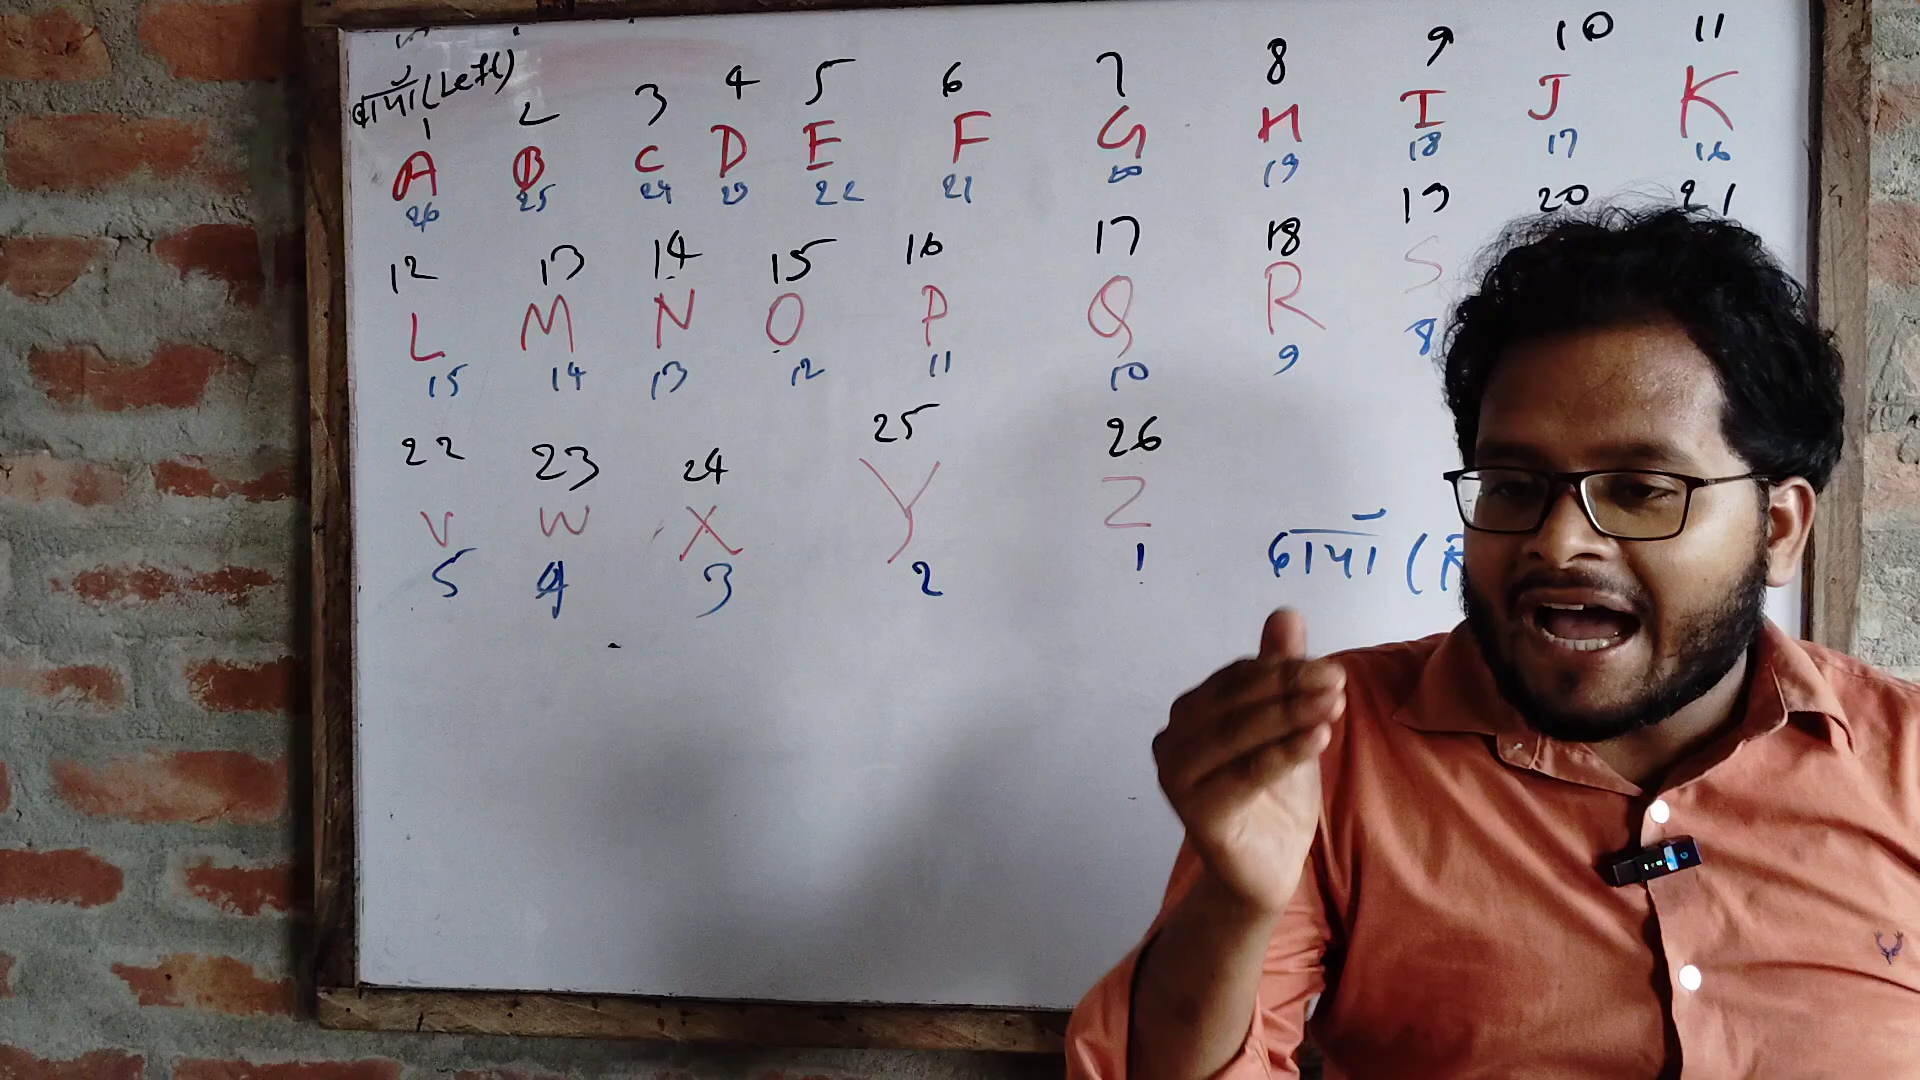 बायाँ (Left)
1 2 3 4 5 6 7 8 9 10 11
A B C D E F G H I J K
26 25 24 23 22 21 20 19 18 17 16
12 13 14 15 16 17 18 19 20 21
L M N O P Q R S
15 14 13 12 11 10 9 8
22 23 24 25 26
V W X Y Z
5 4 3 2 1
दायाँ (R